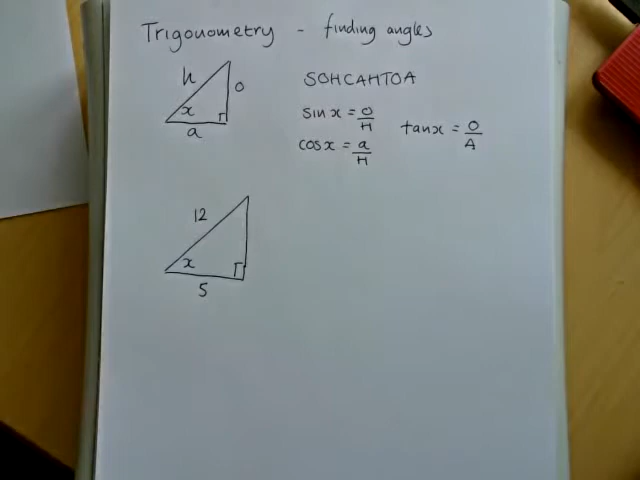 Trigonometry - finding angles
h
o
x
a
SOHCAHTOA
sin x = O/H
cos x = a/H
tan x = O/A
12
x
5